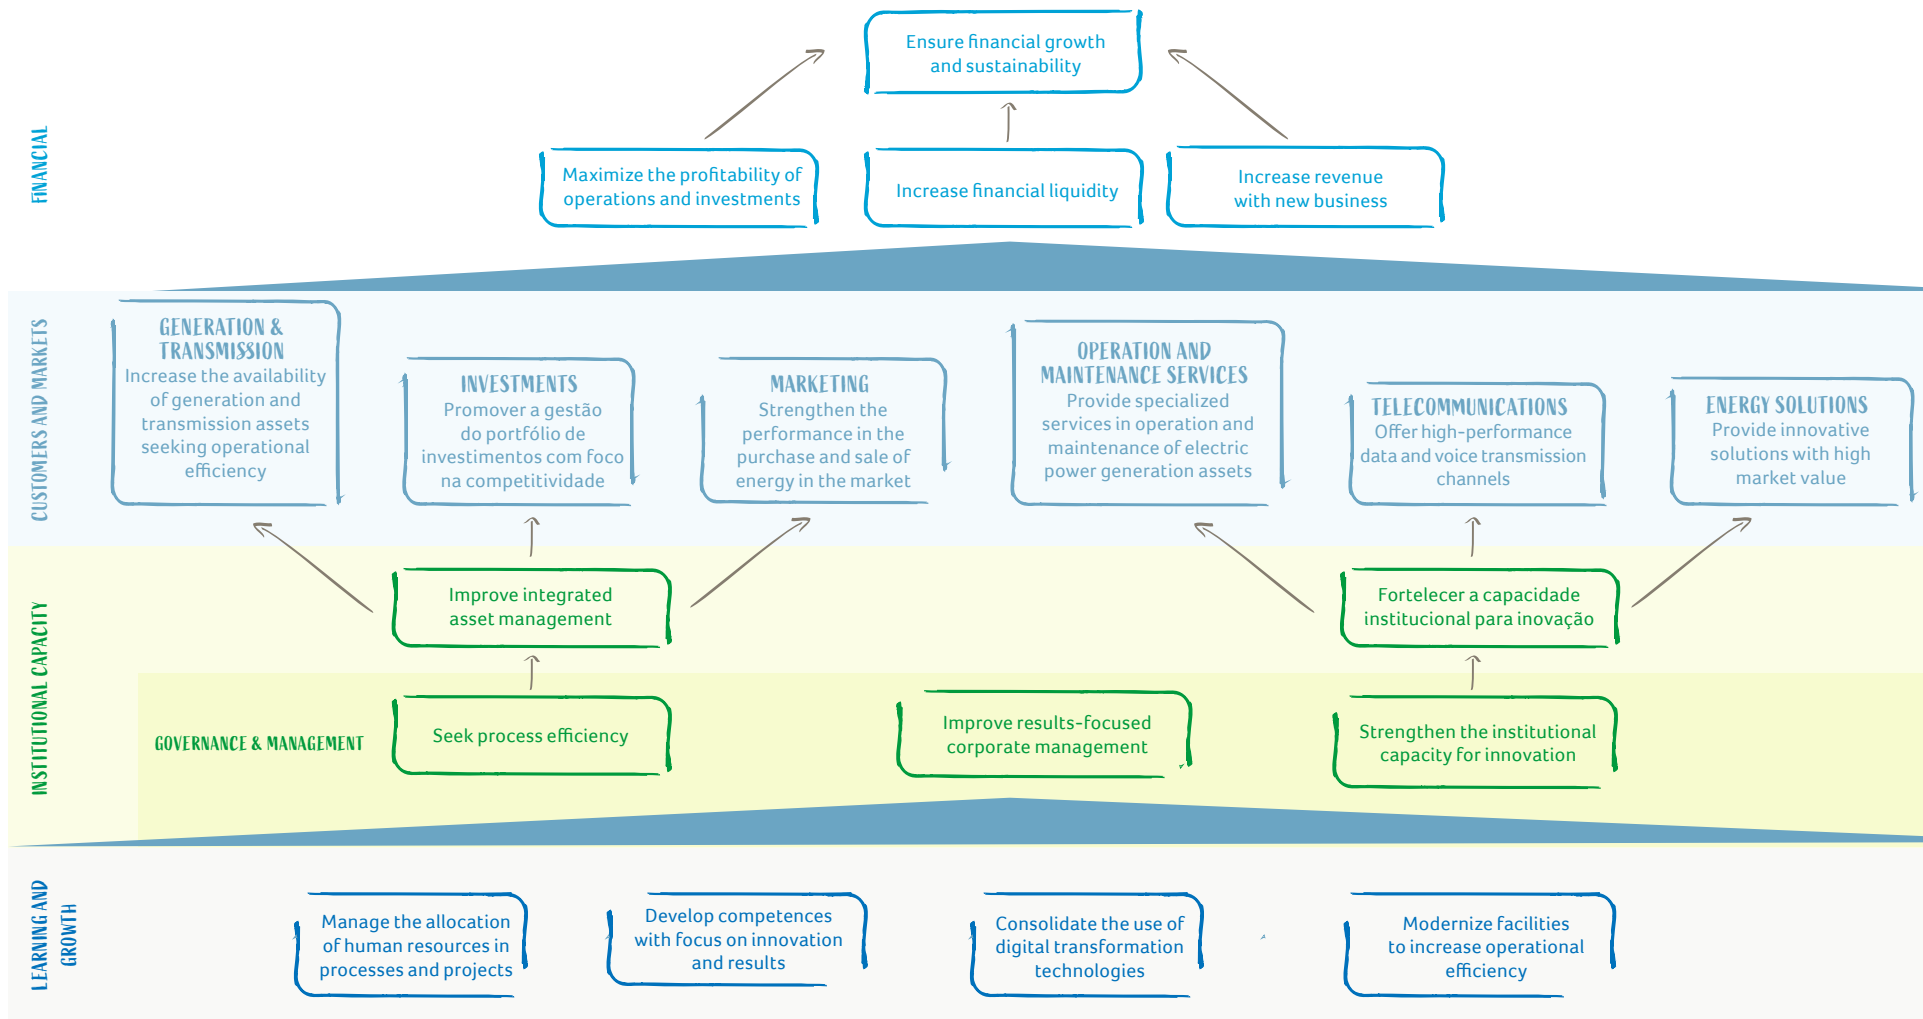 FINANCIAL
Ensure financial growth
and sustainability
Maximize the profitability of
operations and investments
Increase financial liquidity
Increase revenue
with new business
CUSTOMERS AND MARKETS
GENERATION &
TRANSMISSION
Increase the availability
of generation and
transmission assets
seeking operational
efficiency
INVESTMENTS
Promover a gestão
do portfólio de
investimentos com foco
na competitividade
MARKETING
Strengthen the
performance in the
purchase and sale of
energy in the market
OPERATION AND
MAINTENANCE SERVICES
Provide specialized
services in operation and
maintenance of electric
power generation assets
TELECOMMUNICATIONS
Offer high-performance
data and voice transmission
channels
ENERGY SOLUTIONS
Provide innovative
solutions with high
market value
INSTITUTIONAL CAPACITY
Improve integrated
asset management
Fortelecer a capacidade
institucional para inovação
GOVERNANCE & MANAGEMENT
Seek process efficiency
Improve results-focused
corporate management
Strengthen the institutional
capacity for innovation
LEARNING AND
GROWTH
Manage the allocation
of human resources in
processes and projects
Develop competences
with focus on innovation
and results
Consolidate the use of
digital transformation
technologies
Modernize facilities
to increase operational
efficiency